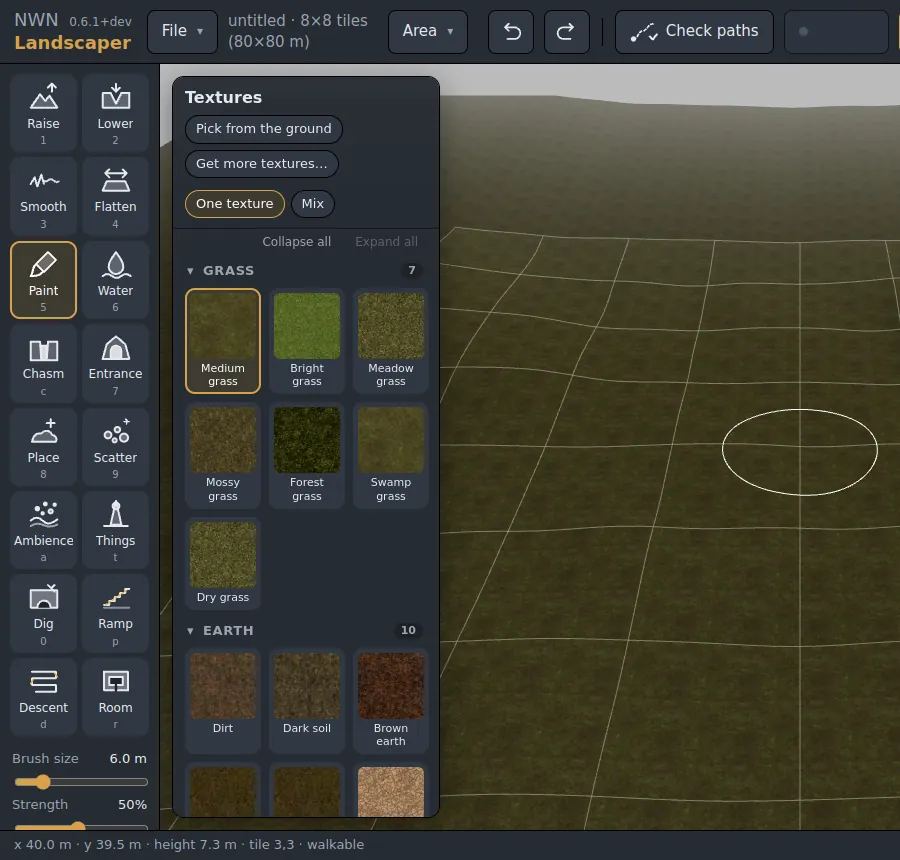 NWN 0.6.1+dev
Landscaper
File ▾
untitled · 8×8 tiles
(80×80 m)
Area ▾
Check paths
Raise
1
Lower
2
Smooth
3
Flatten
4
Paint
5
Water
6
Chasm
c
Entrance
7
Place
8
Scatter
9
Ambience
a
Things
t
Dig
0
Ramp
p
Descent
d
Room
r
Brush size 6.0 m
Strength 50%
Textures
Pick from the ground
Get more textures...
One texture
Mix
Collapse all
Expand all
▾ GRASS 7
Medium
grass
Bright
grass
Meadow
grass
Mossy
grass
Forest
grass
Swamp
grass
Dry grass
▾ EARTH 10
Dirt
Dark soil
Brown
earth
x 40.0 m · y 39.5 m · height 7.3 m · tile 3,3 · walkable